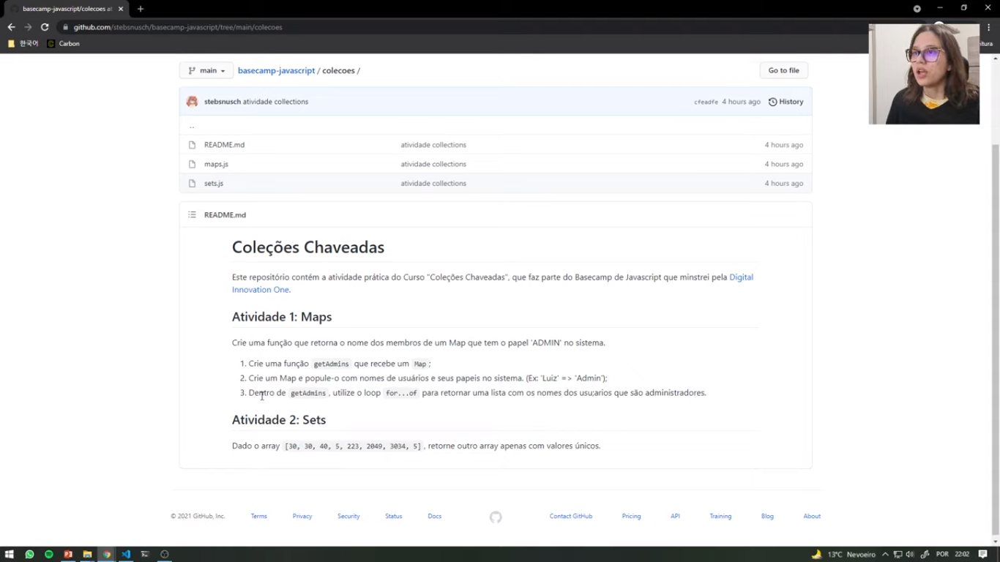 basecamp-javascript/colecoes at
github.com/stebsnusch/basecamp-javascript/tree/main/colecoes
한국어
Carbon
itura
main
basecamp-javascript / colecoes /
Go to file
stebsnusch atividade collections
cfeadfe 4 hours ago
History
..
README.md atividade collections 4 hours ago
maps.js atividade collections 4 hours ago
sets.js atividade collections 4 hours ago
README.md
Coleções Chaveadas
Este repositório contém a atividade prática do Curso "Coleções Chaveadas", que faz parte do Basecamp de Javascript que minstrei pela Digital
Innovation One.
Atividade 1: Maps
Crie uma função que retorna o nome dos membros de um Map que tem o papel 'ADMIN' no sistema.
1. Crie uma função getAdmins que recebe um Map;
2. Crie um Map e popule-o com nomes de usuários e seus papeis no sistema. (Ex: 'Luiz' => 'Admin');
3. Dentro de getAdmins, utilize o loop for...of para retornar uma lista com os nomes dos usu;arios que são administradores.
Atividade 2: Sets
Dado o array [30, 30, 40, 5, 223, 2049, 3034, 5], retorne outro array apenas com valores únicos.
© 2021 GitHub, Inc. Terms Privacy Security Status Docs Contact GitHub Pricing API Training Blog About
13°C Nevoeiro POR 22:02